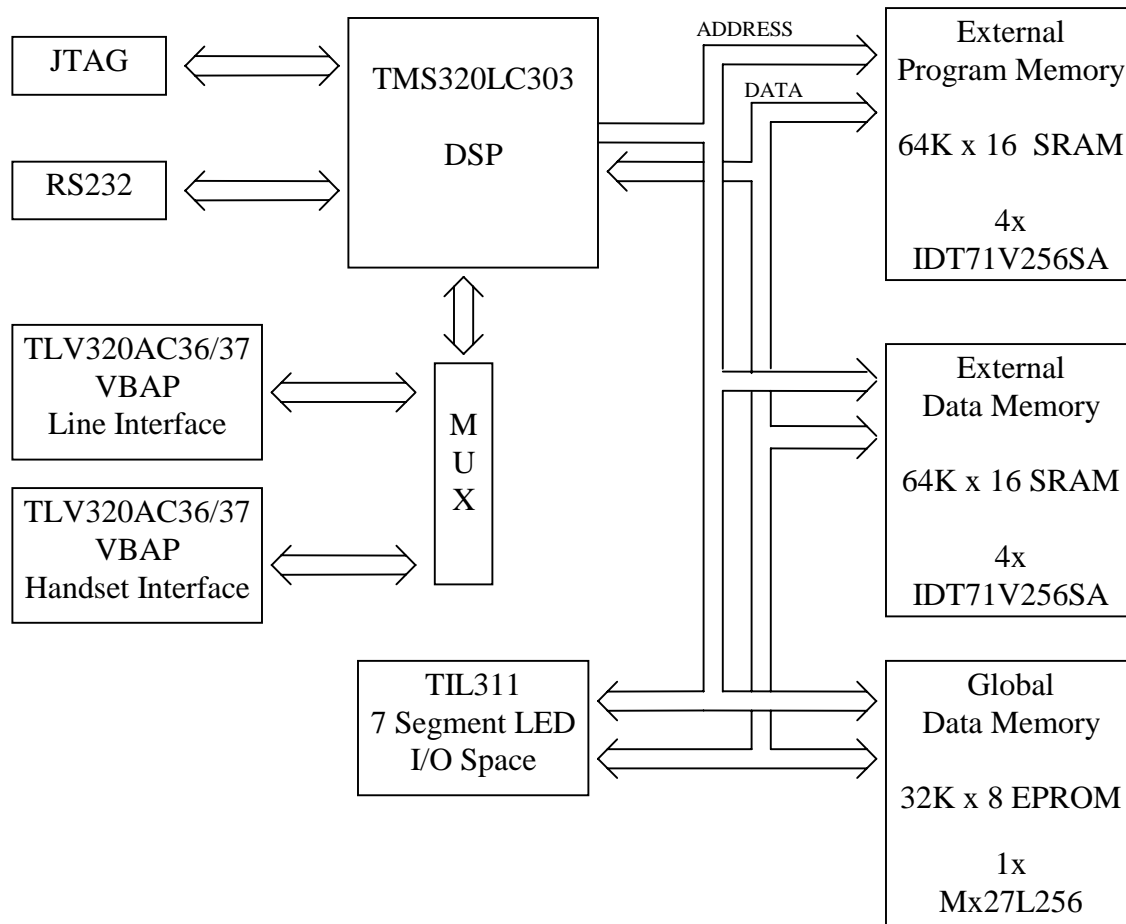 JTAG
RS232
TMS320LC303
DSP
ADDRESS
DATA
External
Program Memory
64K x 16 SRAM
4x
IDT71V256SA
TLV320AC36/37
VBAP
Line Interface
TLV320AC36/37
VBAP
Handset Interface
M
U
X
External
Data Memory
64K x 16 SRAM
4x
IDT71V256SA
TIL311
7 Segment LED
I/O Space
Global
Data Memory
32K x 8 EPROM
1x
Mx27L256